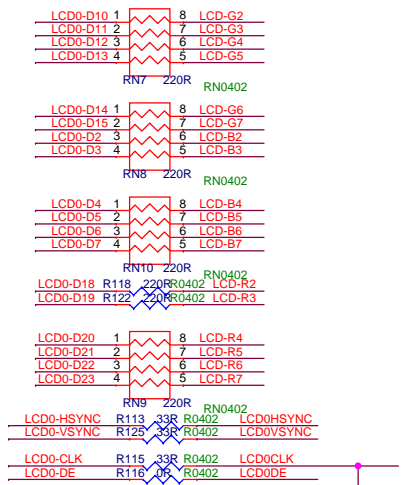 LCD0-D10 1 8 LCD-G2
LCD0-D11 2 7 LCD-G3
LCD0-D12 3 6 LCD-G4
LCD0-D13 4 5 LCD-G5
RN7 220R
RN0402
LCD0-D14 1 8 LCD-G6
LCD0-D15 2 7 LCD-G7
LCD0-D2 3 6 LCD-B2
LCD0-D3 4 5 LCD-B3
RN8 220R
RN0402
LCD0-D4 1 8 LCD-B4
LCD0-D5 2 7 LCD-B5
LCD0-D6 3 6 LCD-B6
LCD0-D7 4 5 LCD-B7
RN10 220R
RN0402
LCD0-D18 R118 220R R0402 LCD-R2
LCD0-D19 R122 220R R0402 LCD-R3
LCD0-D20 1 8 LCD-R4
LCD0-D21 2 7 LCD-R5
LCD0-D22 3 6 LCD-R6
LCD0-D23 4 5 LCD-R7
RN9 220R
RN0402
LCD0-HSYNC R113 33R R0402 LCD0HSYNC
LCD0-VSYNC R125 33R R0402 LCD0VSYNC
LCD0-CLK R115 33R R0402 LCD0CLK
LCD0-DE R116 0R R0402 LCD0DE